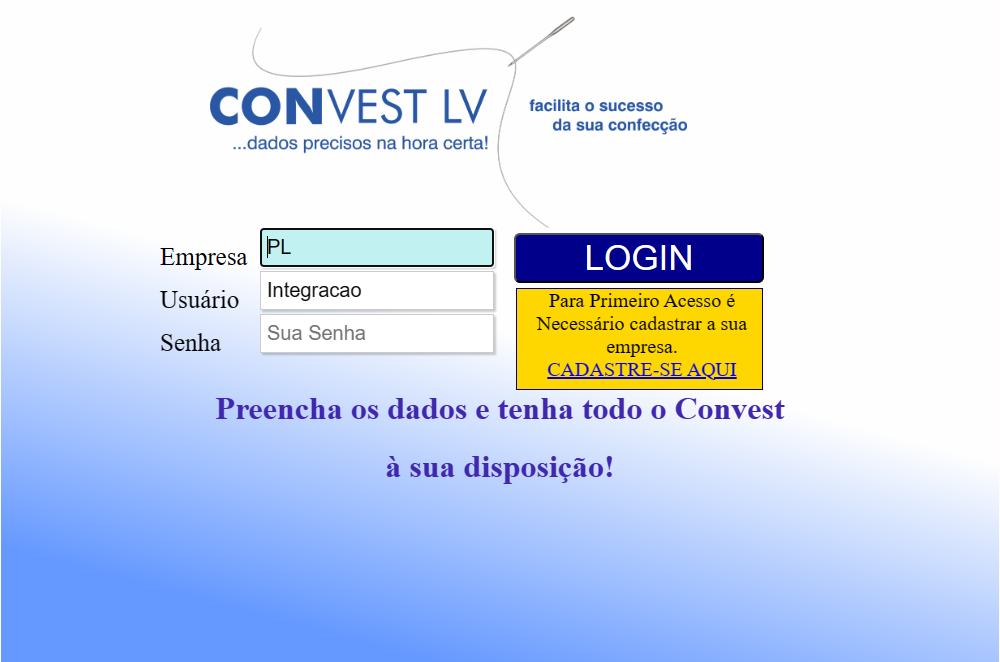 CONVEST LV
...dados precisos na hora certa!
facilita o sucesso
da sua confecção
Empresa
PL
Usuário
Integracao
Senha
Sua Senha
LOGIN
Para Primeiro Acesso é
Necessário cadastrar a sua
empresa.
CADASTRE-SE AQUI
Preencha os dados e tenha todo o Convest
à sua disposição!